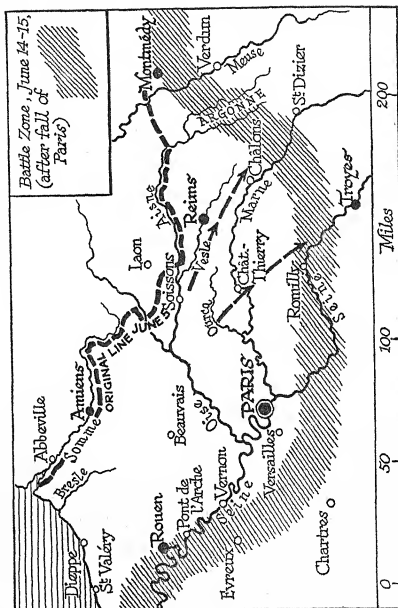 Battle Zone, June 14-15,
(after fall of
Paris)
Dieppe
St Valéry
Abbeville
Bresle
Somme
Amiens
ORIGINAL LINE JUNE 5
Laon
Aisne
Montmédy
Verdun
Meuse
ARGONNE
Rouen
Pont de
l'Arche
Beauvais
Oise
Soissons
Vesle
Reims
Châlons
Marne
St Dizier
Ourcq
Chât.-
Thierry
Evreux
Vernon
Seine
PARIS
Versailles
Romilly
Seine
Troyes
Chartres
0
50
100
Miles
200